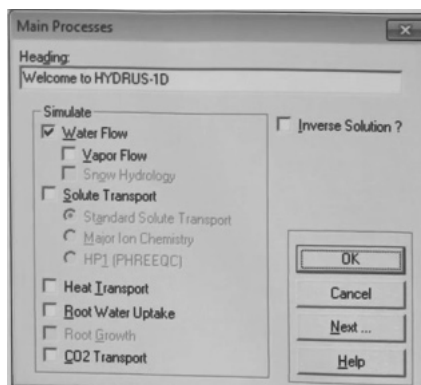 Main Processes
Heading:
Welcome to HYDRUS-1D
Simulate
Water Flow
Vapor Flow
Snow Hydrology
Solute Transport
Standard Solute Transport
Major Ion Chemistry
HP1 (PHREEQC)
Heat Transport
Root Water Uptake
Root Growth
CO2 Transport
Inverse Solution ?
OK
Cancel
Next ...
Help